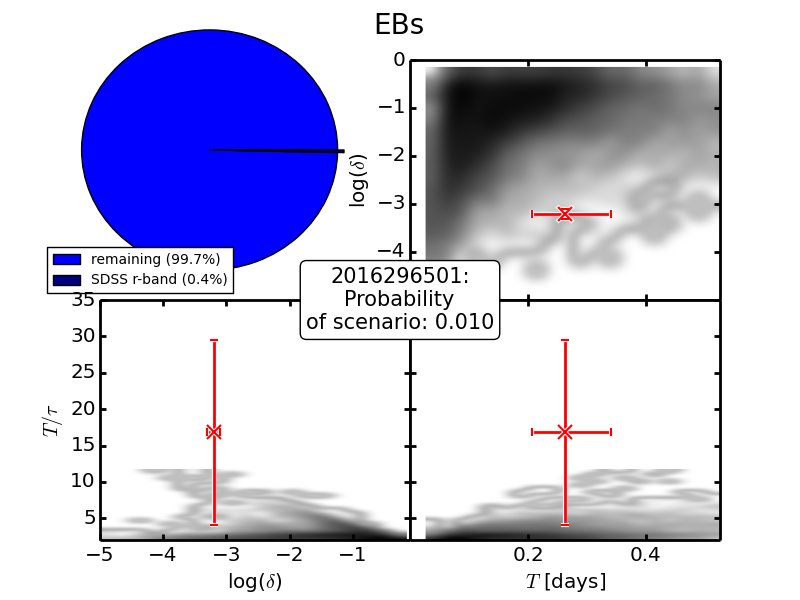 EBs
0
−1
−2
−3
−4
log(δ)
remaining (99.7%)
SDSS r-band (0.4%)
2016296501:
Probability
of scenario: 0.010
35
30
25
20
15
10
5
T/τ
−5 −4 −3 −2 −1
log(δ)
0.2 0.4
T [days]